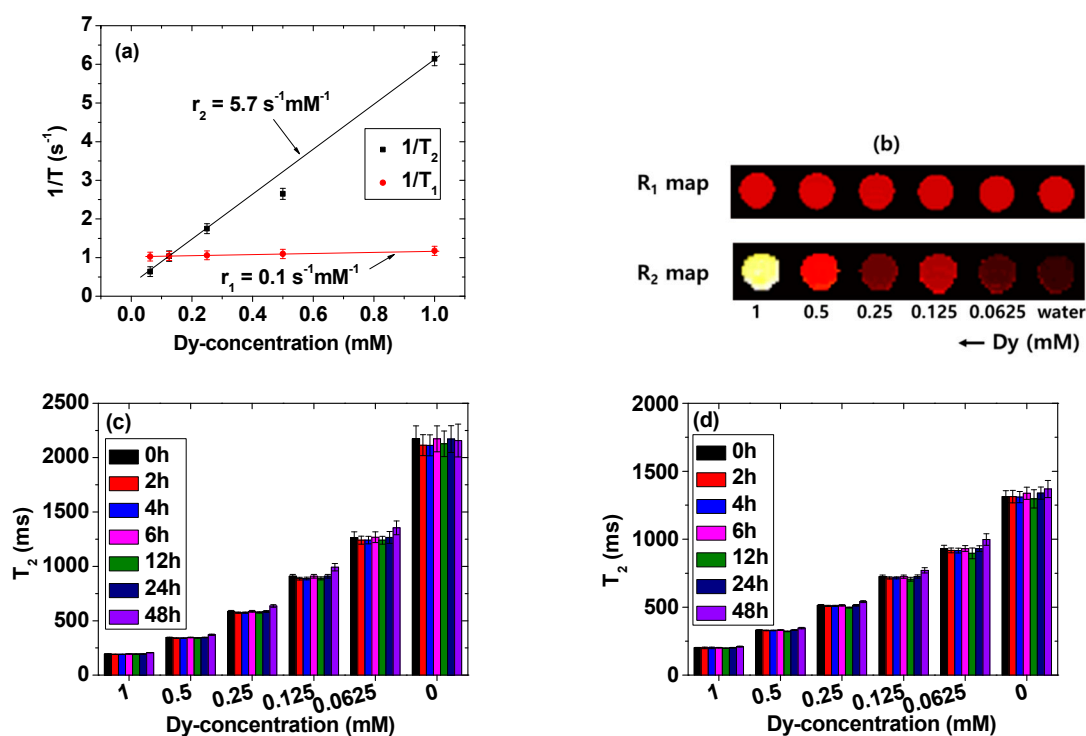 (a)
r₂ = 5.7 s⁻¹mM⁻¹
1/T₂
1/T₁
r₁ = 0.1 s⁻¹mM⁻¹
1/T (s⁻¹)
7
6
5
4
3
2
1
0
0.0 0.2 0.4 0.6 0.8 1.0
Dy-concentration (mM)
(b)
R₁ map
R₂ map
1 0.5 0.25 0.125 0.0625 water
← Dy (mM)
(c)
0h
2h
4h
6h
12h
24h
48h
T₂ (ms)
2500
2000
1500
1000
500
0
1 0.5 0.25 0.125 0.0625 0
Dy-concentration (mM)
(d)
0h
2h
4h
6h
12h
24h
48h
T₂ (ms)
2000
1500
1000
500
0
1 0.5 0.25 0.125 0.0625 0
Dy-concentration (mM)